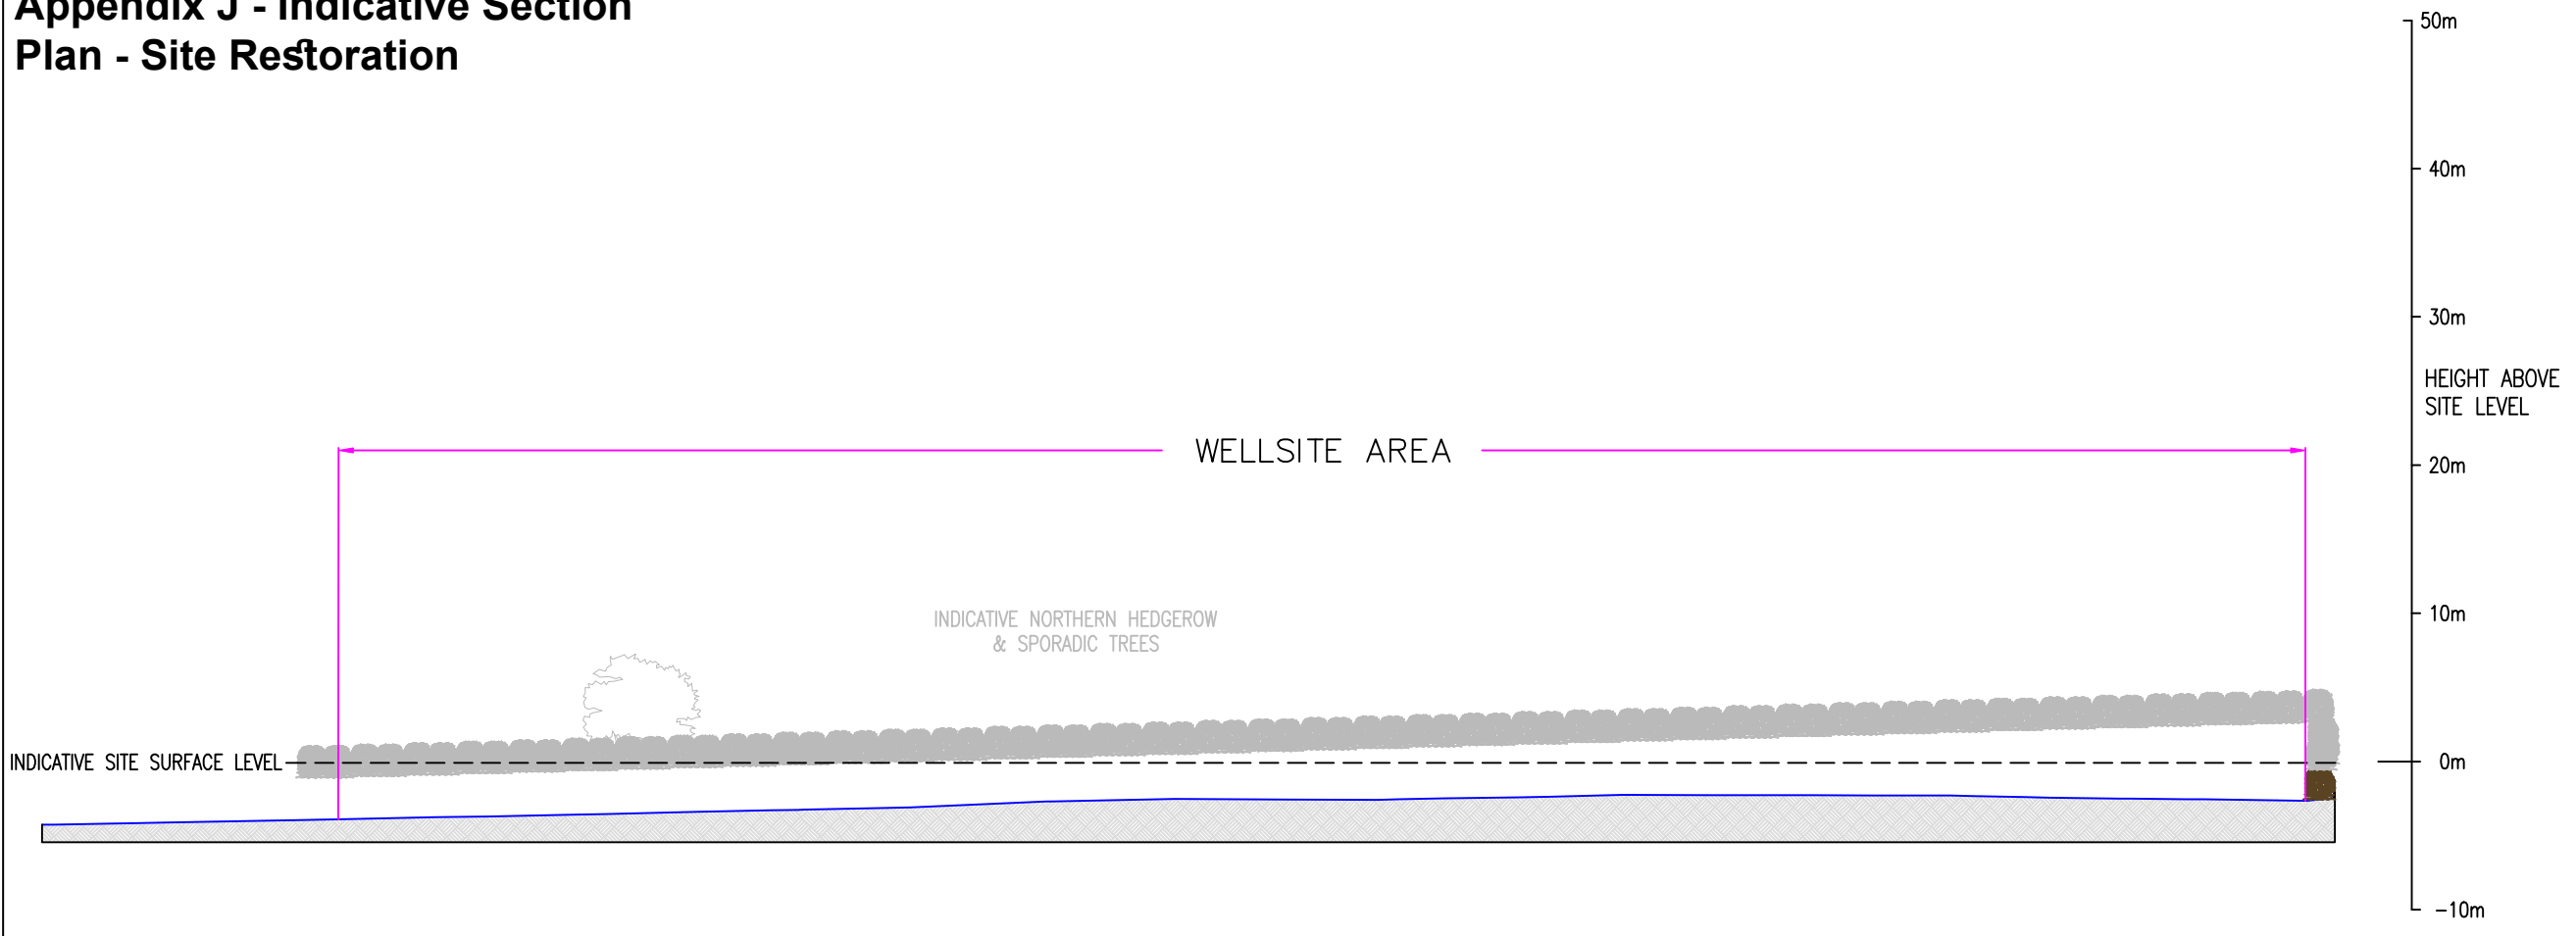 Appendix J - Indicative Section
Plan - Site Restoration
50m
40m
30m
HEIGHT ABOVE
SITE LEVEL
WELLSITE AREA
20m
INDICATIVE NORTHERN HEDGEROW
& SPORADIC TREES
10m
INDICATIVE SITE SURFACE LEVEL
0m
-10m